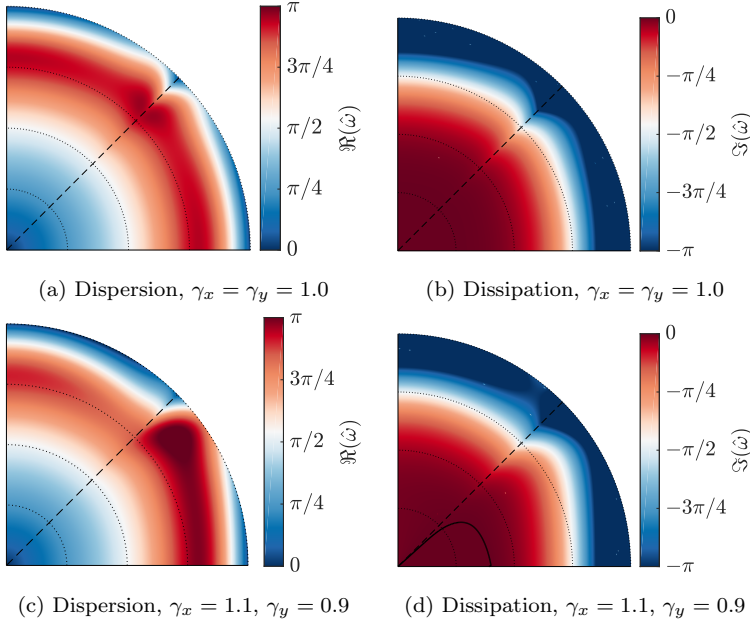 π
3π/4
π/2
π/4
0
ℜ(ω̂)
0
−π/4
−π/2
−3π/4
−π
ℑ(ω̂)
(a) Dispersion, γx = γy = 1.0
(b) Dissipation, γx = γy = 1.0
π
3π/4
π/2
π/4
0
ℜ(ω̂)
0
−π/4
−π/2
−3π/4
−π
ℑ(ω̂)
(c) Dispersion, γx = 1.1, γy = 0.9
(d) Dissipation, γx = 1.1, γy = 0.9